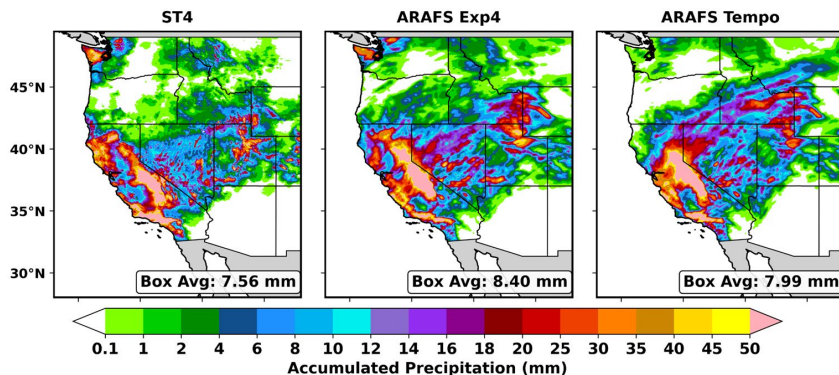 ST4
ARAFS Exp4
ARAFS Tempo
45°N
40°N
35°N
30°N
Box Avg: 7.56 mm
Box Avg: 8.40 mm
Box Avg: 7.99 mm
0.1 1 2 4 6 8 10 12 14 16 18 20 25 30 35 40 45 50
Accumulated Precipitation (mm)